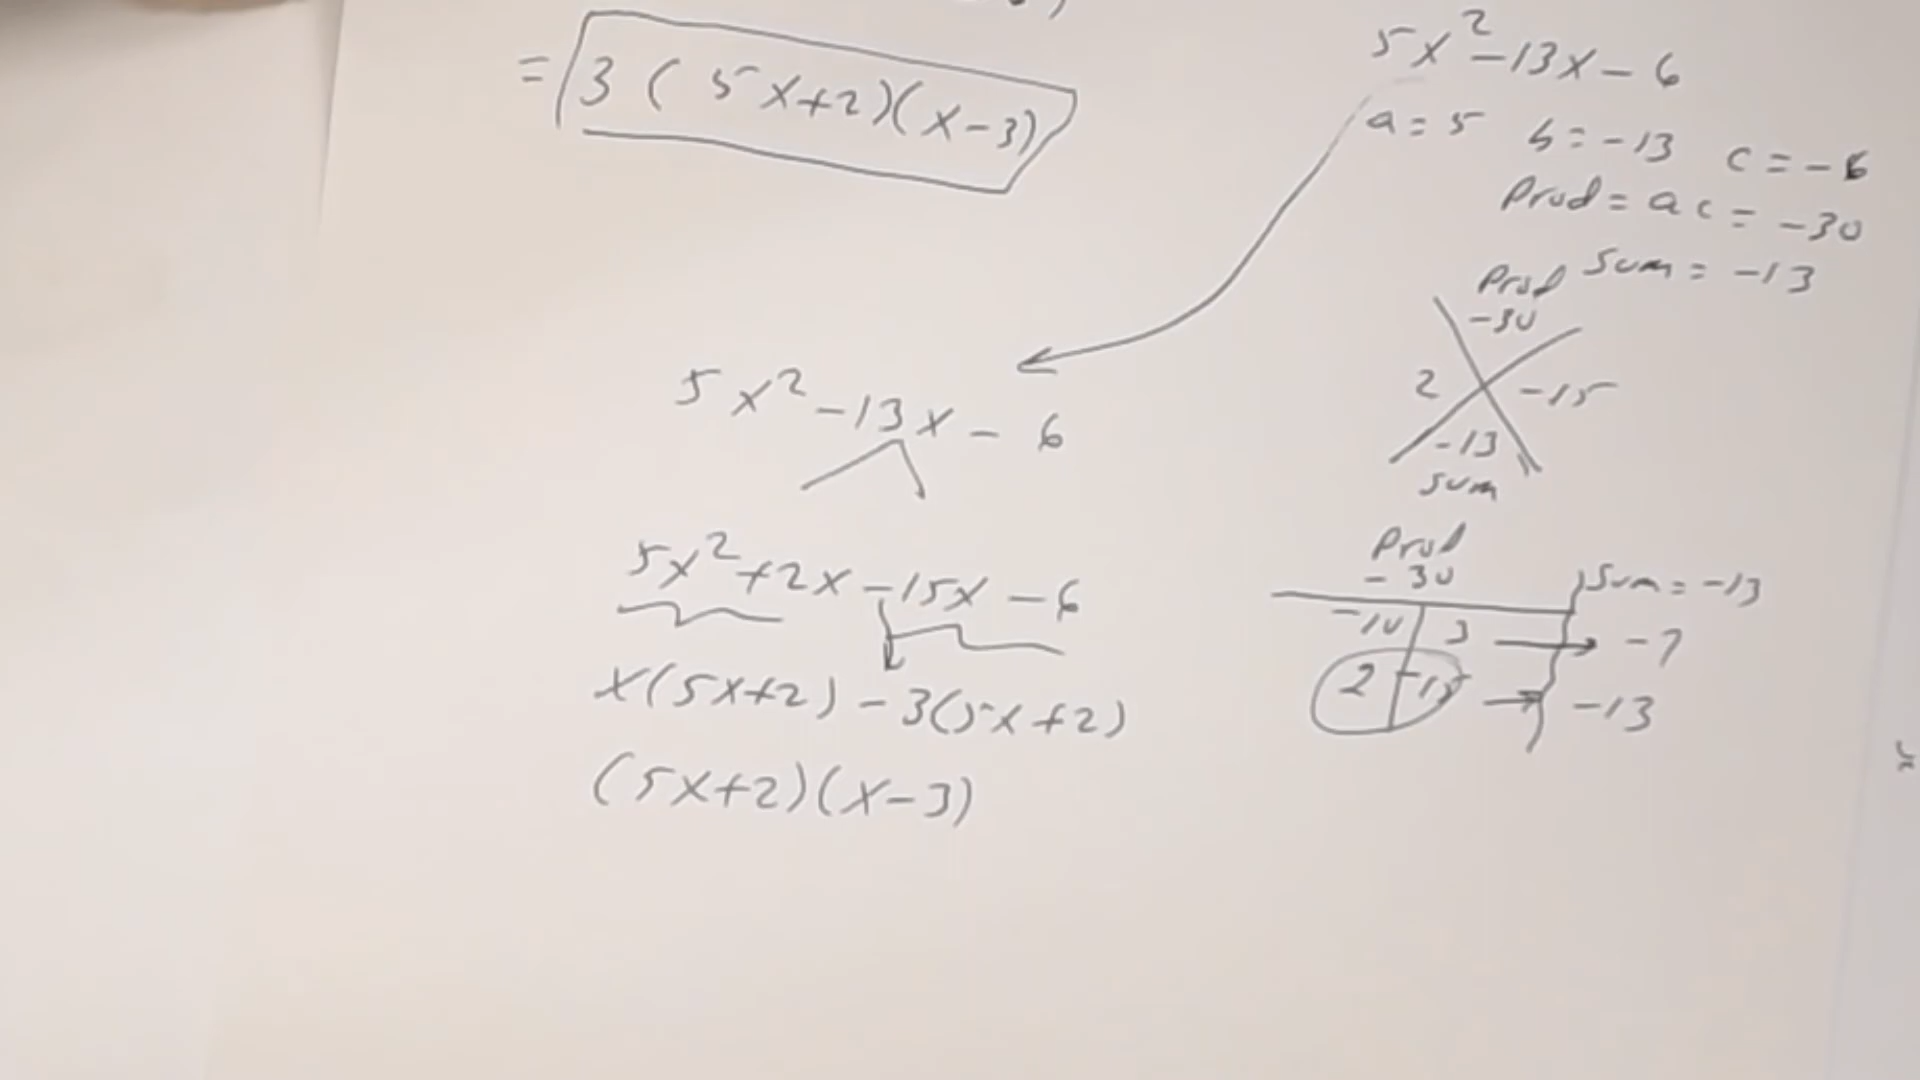 = 3 ( 5x+2)(x-3)
5x² -13x - 6
a = 5 b = -13 c = -6
Prod = ac = -30
Sum = -13
Prod
-30
2 -15
-13
Sum
5x² -13x - 6
5x² +2x -15x - 6
x(5x+2) - 3(5x+2)
(5x+2)(x-3)
Prod
-30 Sum = -13
-10 3 → -7
2 -15 → -13